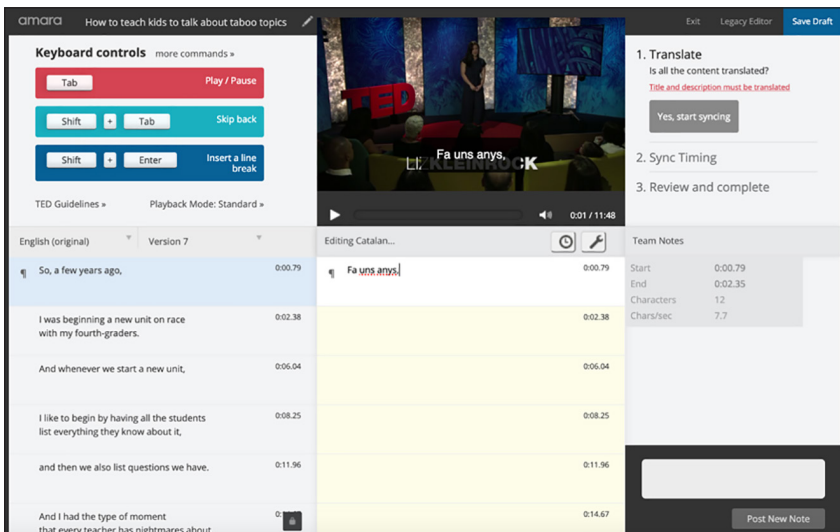 amara
How to teach kids to talk about taboo topics
Exit Legacy Editor Save Draft
Keyboard controls more commands »
Tab Play / Pause
Shift + Tab Skip back
Shift + Enter Insert a line
break
TED Guidelines » Playback Mode: Standard »
TED
Fa uns anys,
LIZ KLEINROCK
0:01 / 11:48
1. Translate
Is all the content translated?
Title and description must be translated
Yes, start syncing
2. Sync Timing
3. Review and complete
English (original) Version 7
¶ So, a few years ago, 0:00.79
I was beginning a new unit on race 0:02.38
with my fourth-graders.
And whenever we start a new unit, 0:06.04
I like to begin by having all the students 0:08.25
list everything they know about it,
and then we also list questions we have. 0:11.96
And I had the type of moment
that every teacher has nightmares about
Editing Catalan...
¶ Fa uns anys, 0:00.79
0:02.38
0:06.04
0:08.25
0:11.96
0:14.67
Team Notes
Start 0:00.79
End 0:02.35
Characters 12
Chars/sec 7.7
Post New Note